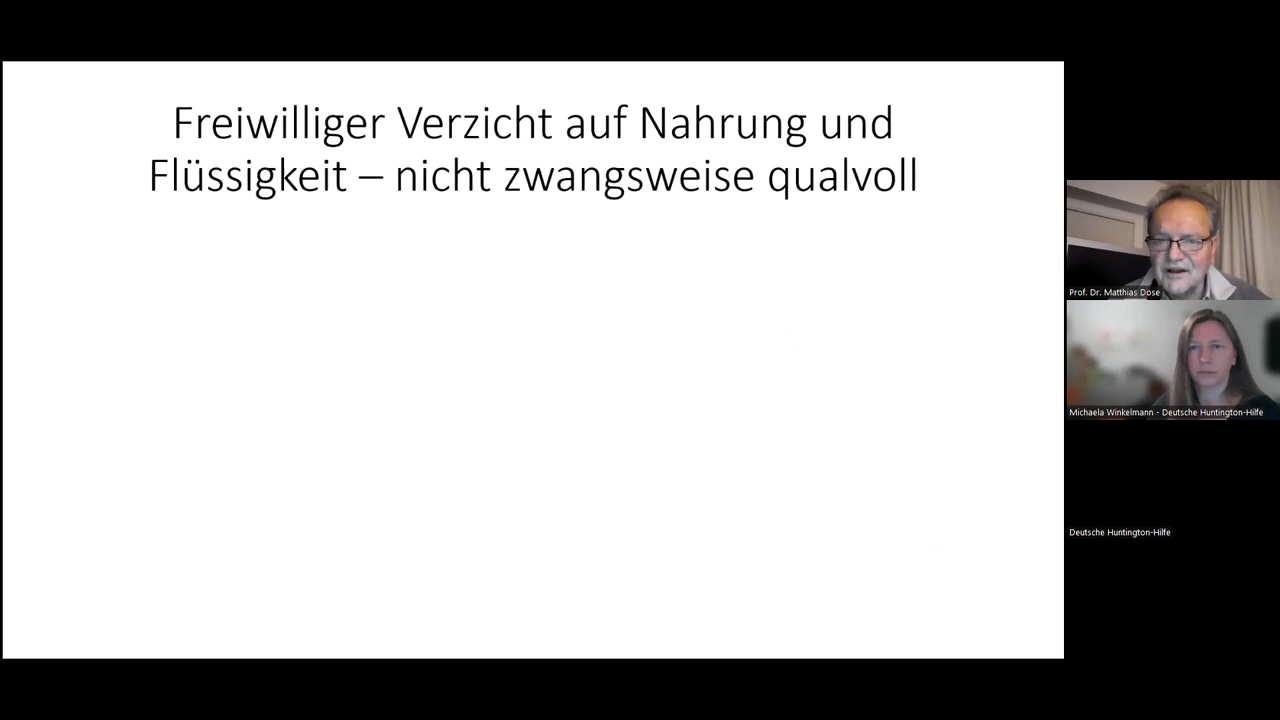 Freiwilliger Verzicht auf Nahrung und
Flüssigkeit – nicht zwangsweise qualvoll
Prof. Dr. Matthias Dose
Michaela Winkelmann - Deutsche Huntington-Hilfe
Deutsche Huntington-Hilfe